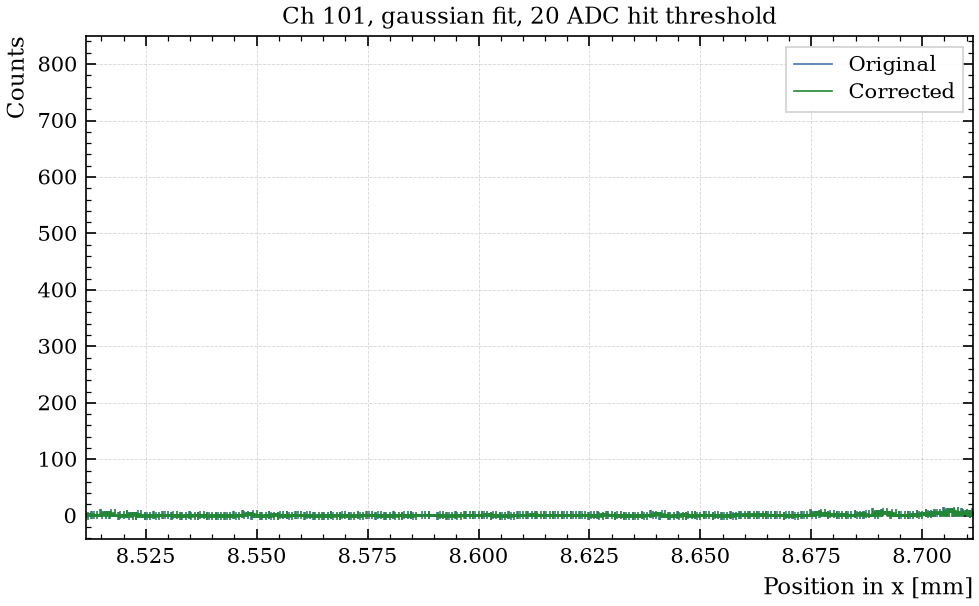 Ch 101, gaussian fit, 20 ADC hit threshold
Counts
800
700
600
500
400
300
200
100
0
Original
Corrected
8.525 8.550 8.575 8.600 8.625 8.650 8.675 8.700
Position in x [mm]